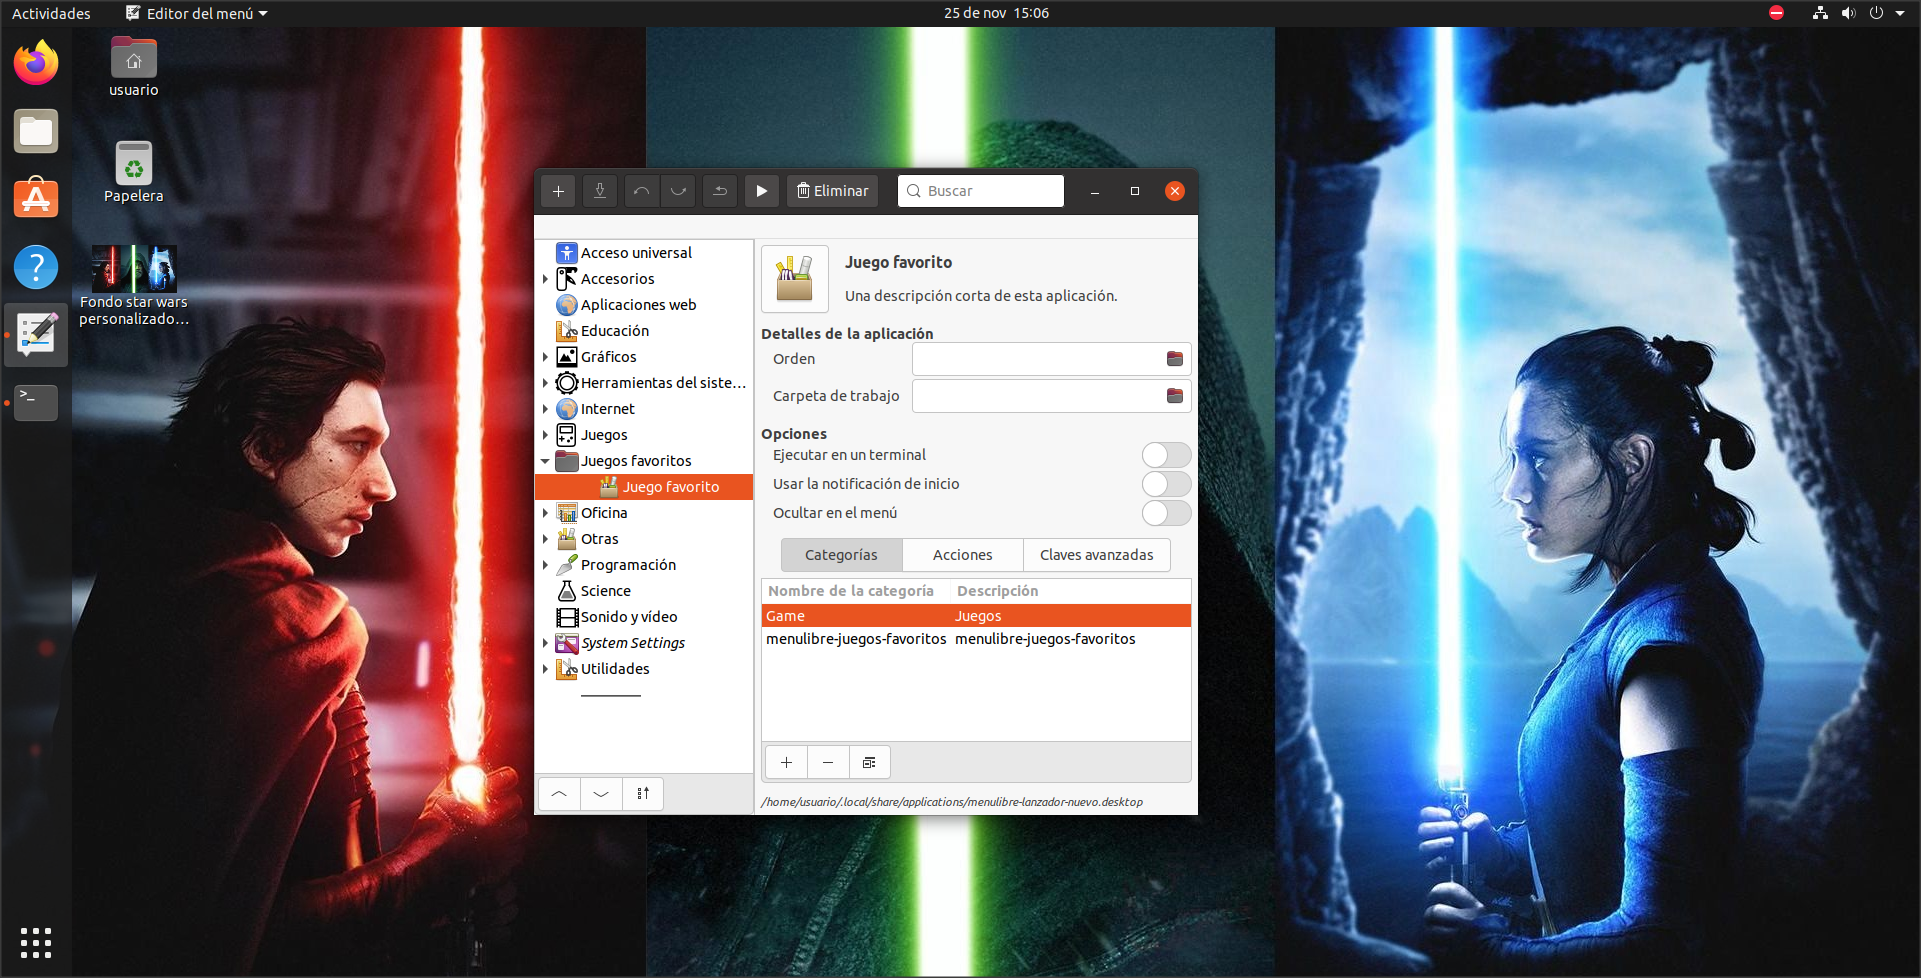 Actividades
Editor del menú
25 de nov 15:06
usuario
Papelera
Fondo star wars
personalizado...
Eliminar
Buscar
Acceso universal
Accesorios
Aplicaciones web
Educación
Gráficos
Herramientas del siste...
Internet
Juegos
Juegos favoritos
Juego favorito
Oficina
Otras
Programación
Science
Sonido y vídeo
System Settings
Utilidades
Juego favorito
Una descripción corta de esta aplicación.
Detalles de la aplicación
Orden
Carpeta de trabajo
Opciones
Ejecutar en un terminal
Usar la notificación de inicio
Ocultar en el menú
Categorías Acciones Claves avanzadas
Nombre de la categoría Descripción
Game Juegos
menulibre-juegos-favoritos menulibre-juegos-favoritos
/home/usuario/.local/share/applications/menulibre-lanzador-nuevo.desktop